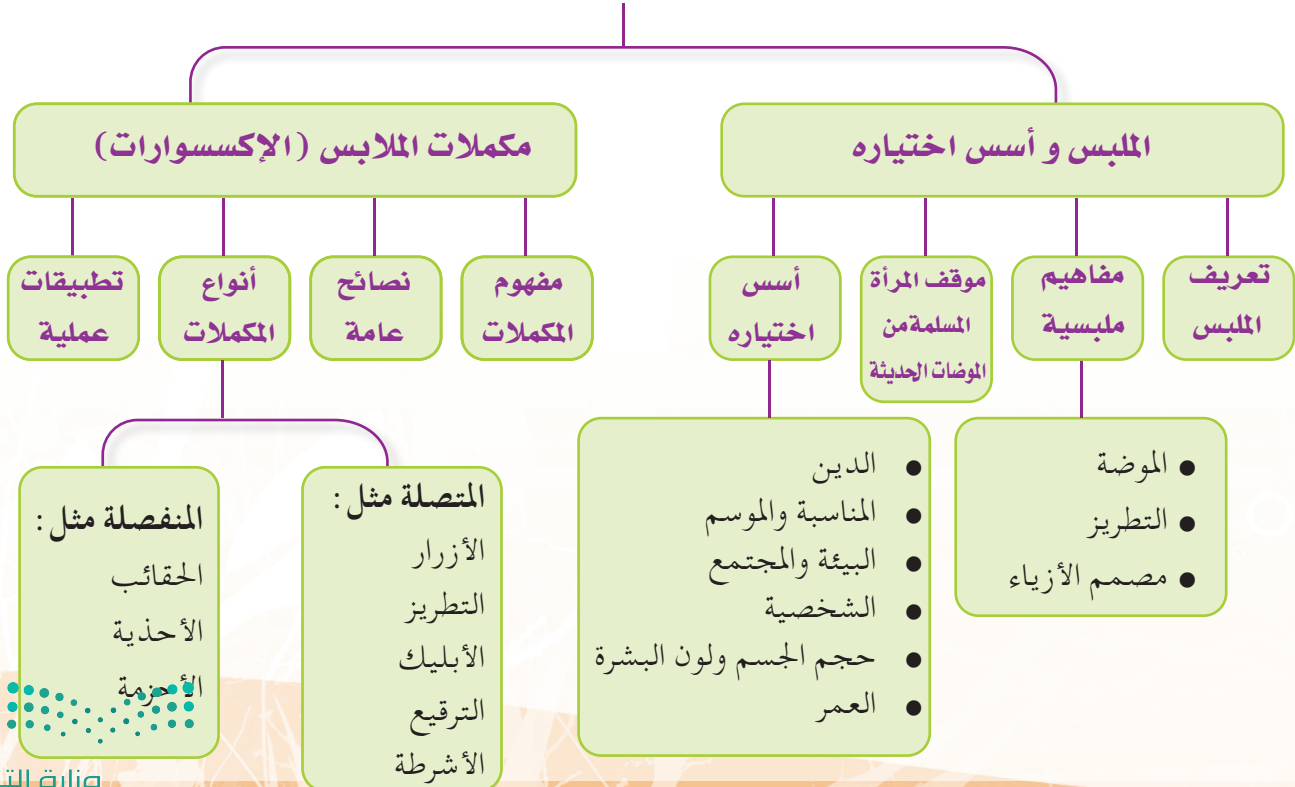 الملبس و أسس اختياره
تعريف
الملبس
مفاهيم
ملبسية
الموضة
التطريز
مصمم الأزياء
موقف المرأة
المسلمة من
الموضات الحديثة
أسس
اختياره
الدين
المناسبة والموسم
البيئة والمجتمع
الشخصية
حجم الجسم ولون البشرة
العمر
مكملات الملابس (الإكسسوارات)
مفهوم
المكملات
نصائح
عامة
أنواع
المكملات
المتصلة مثل :
الأزرار
التطريز
الأبليك
الترقيع
الأشرطة
المنفصلة مثل :
الحقائب
الأحذية
الأحزمة
تطبيقات
عملية
وزارة